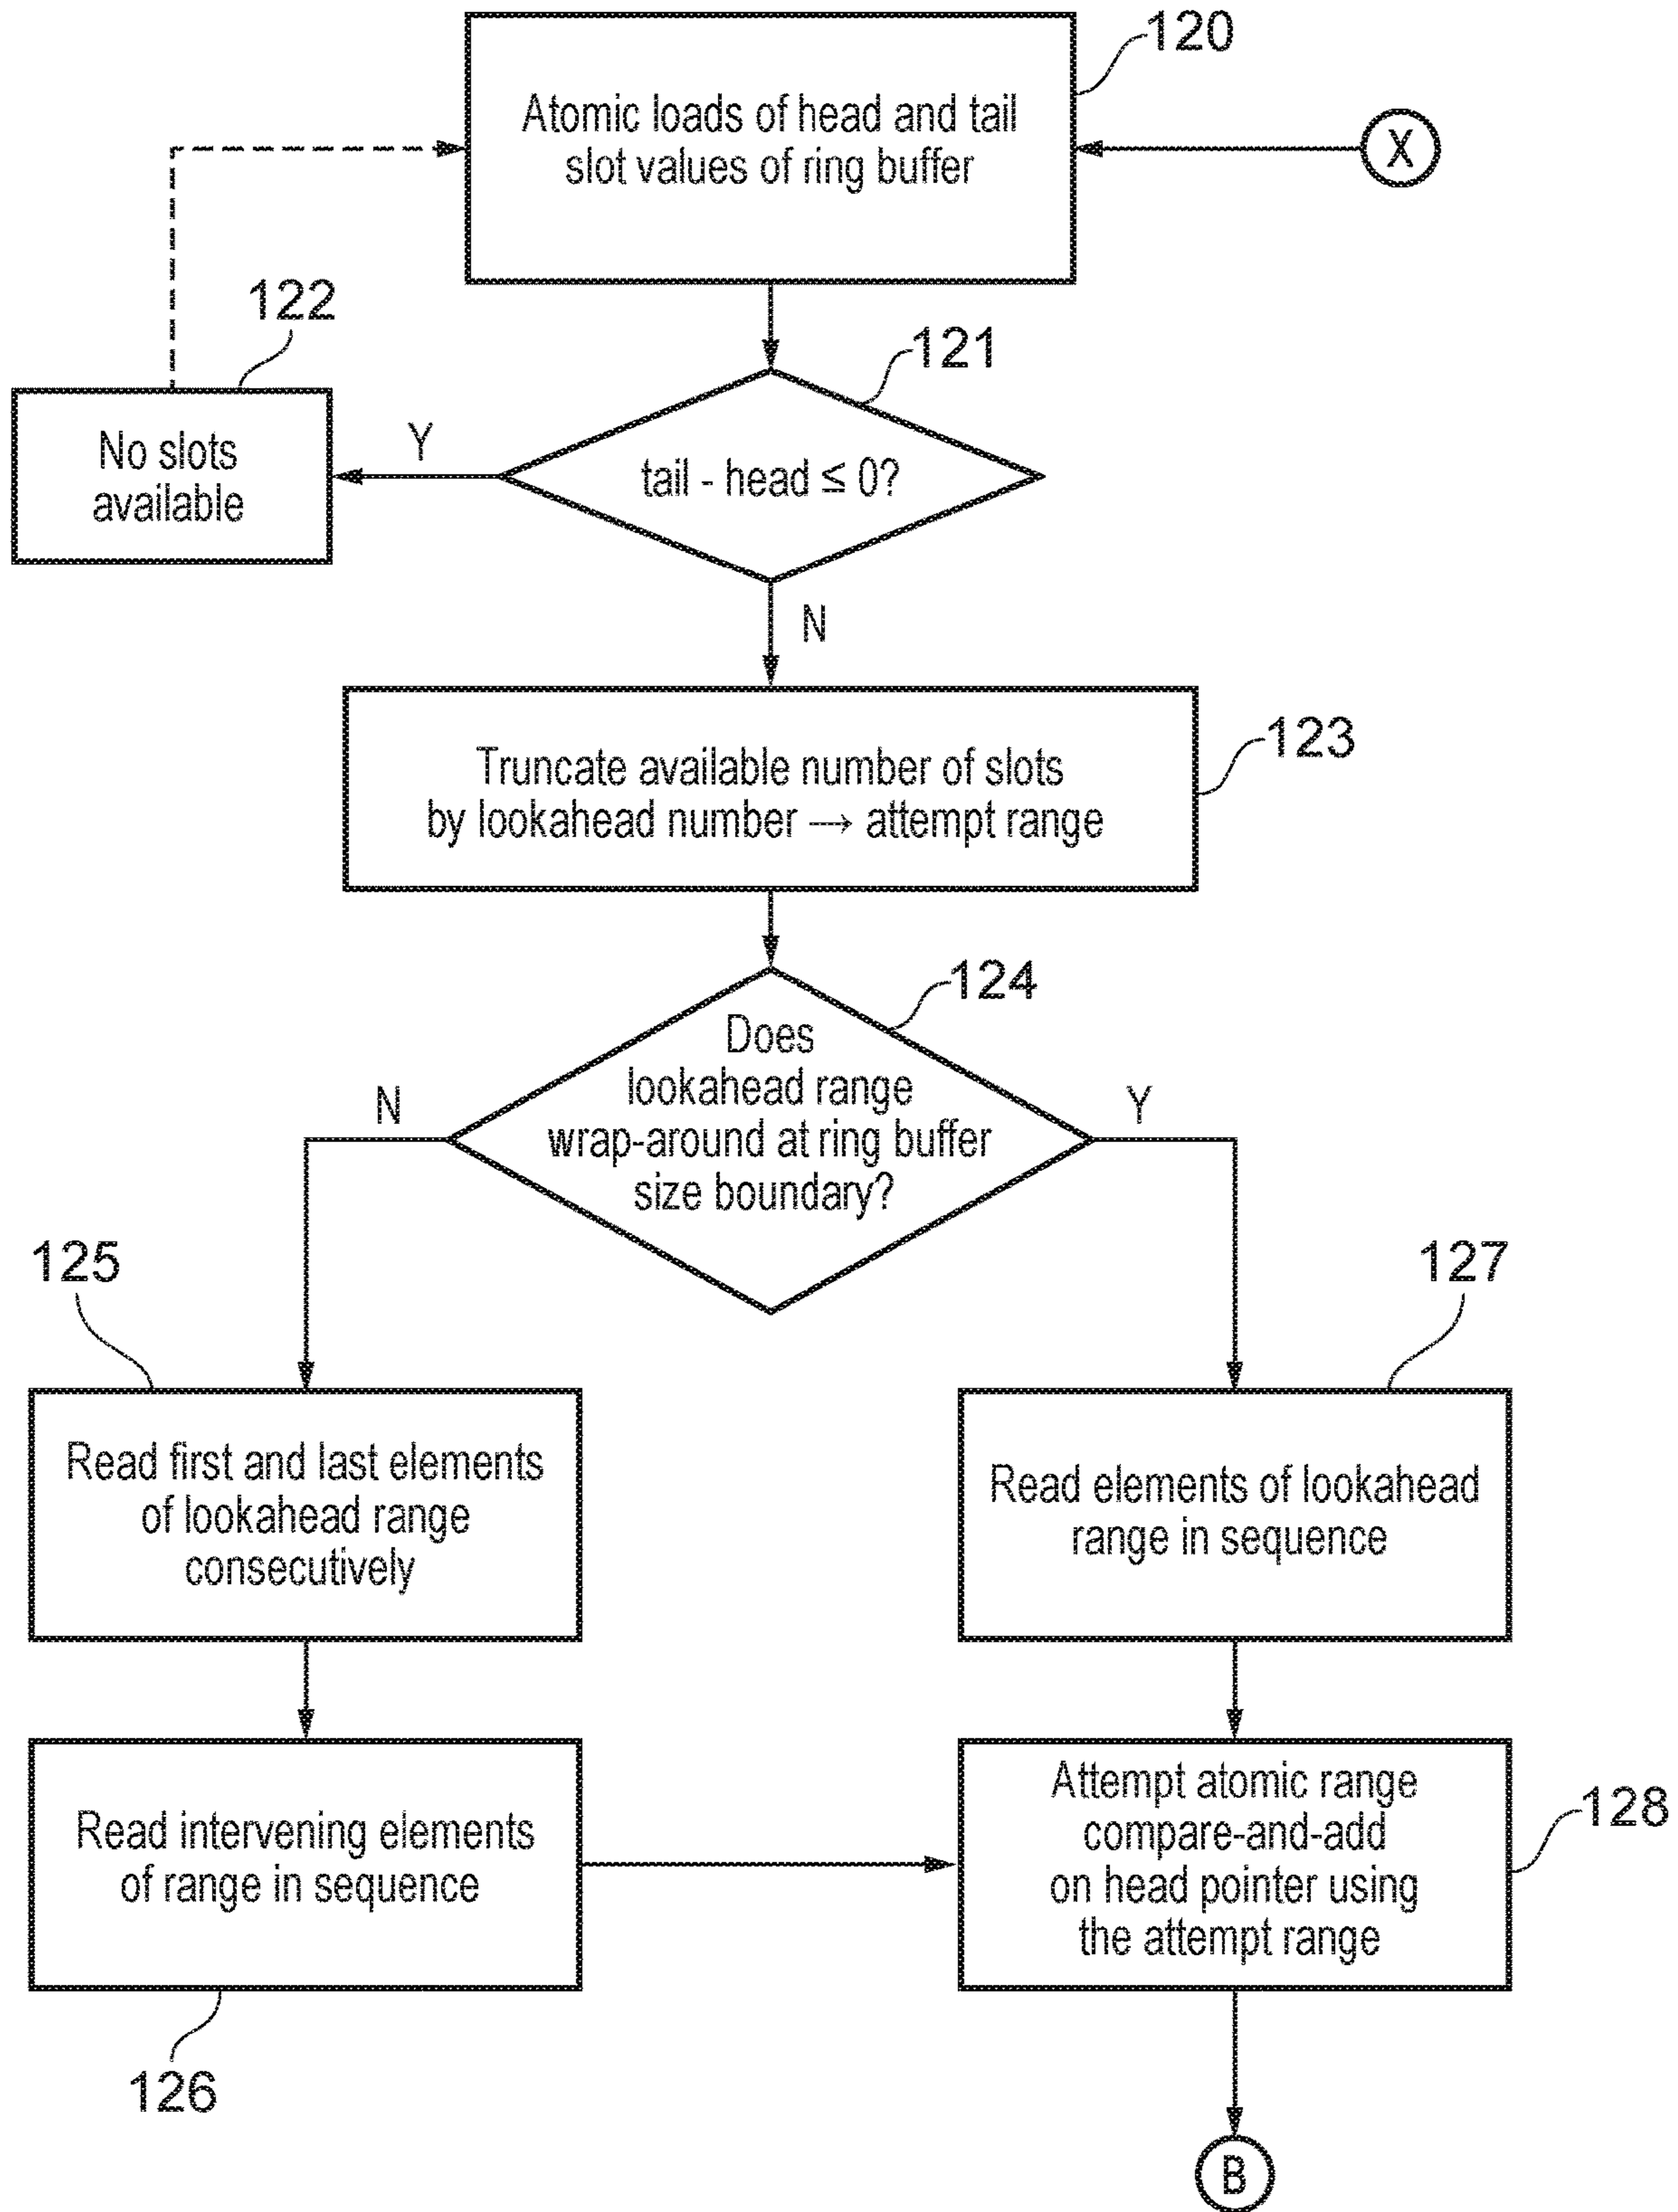 120
Atomic loads of head and tail
slot values of ring buffer
X
122
121
No slots
available
Y
tail - head ≤ 0?
N
123
Truncate available number of slots
by lookahead number → attempt range
124
Does
lookahead range
wrap-around at ring buffer
size boundary?
N
Y
125
127
Read first and last elements
of lookahead range
consecutively
Read elements of lookahead
range in sequence
Read intervening elements
of range in sequence
Attempt atomic range
compare-and-add
on head pointer using
the attempt range
128
126
B